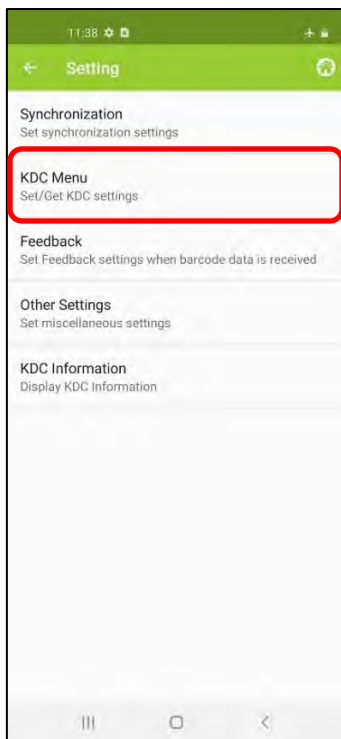 11:38
Setting
Synchronization
Set synchronization settings
KDC Menu
Set/Get KDC settings
Feedback
Set Feedback settings when barcode data is received
Other Settings
Set miscellaneous settings
KDC Information
Display KDC Information